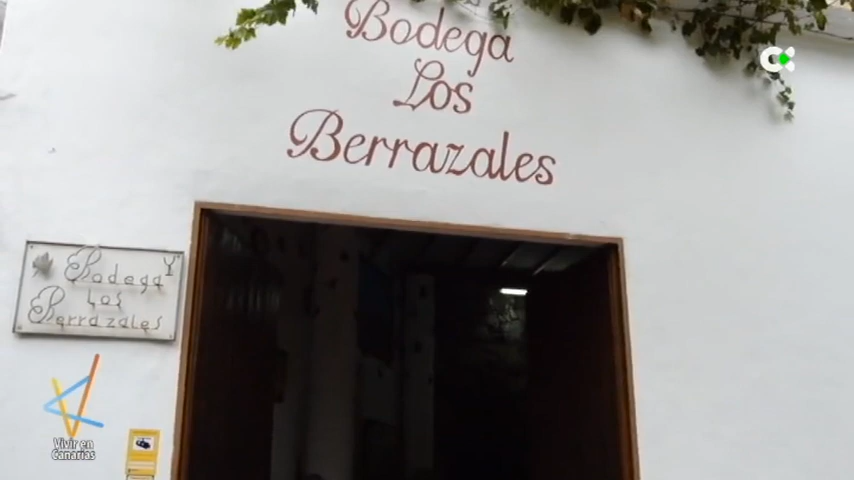 Bodega
Los
Berrazales
Bodega
Los
Berrazales
Vivir en
Canarias